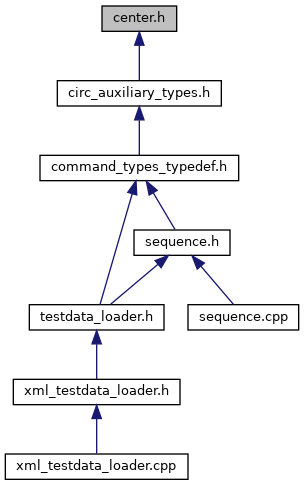 center.h
circ_auxiliary_types.h
command_types_typedef.h
sequence.h
testdata_loader.h
sequence.cpp
xml_testdata_loader.h
xml_testdata_loader.cpp